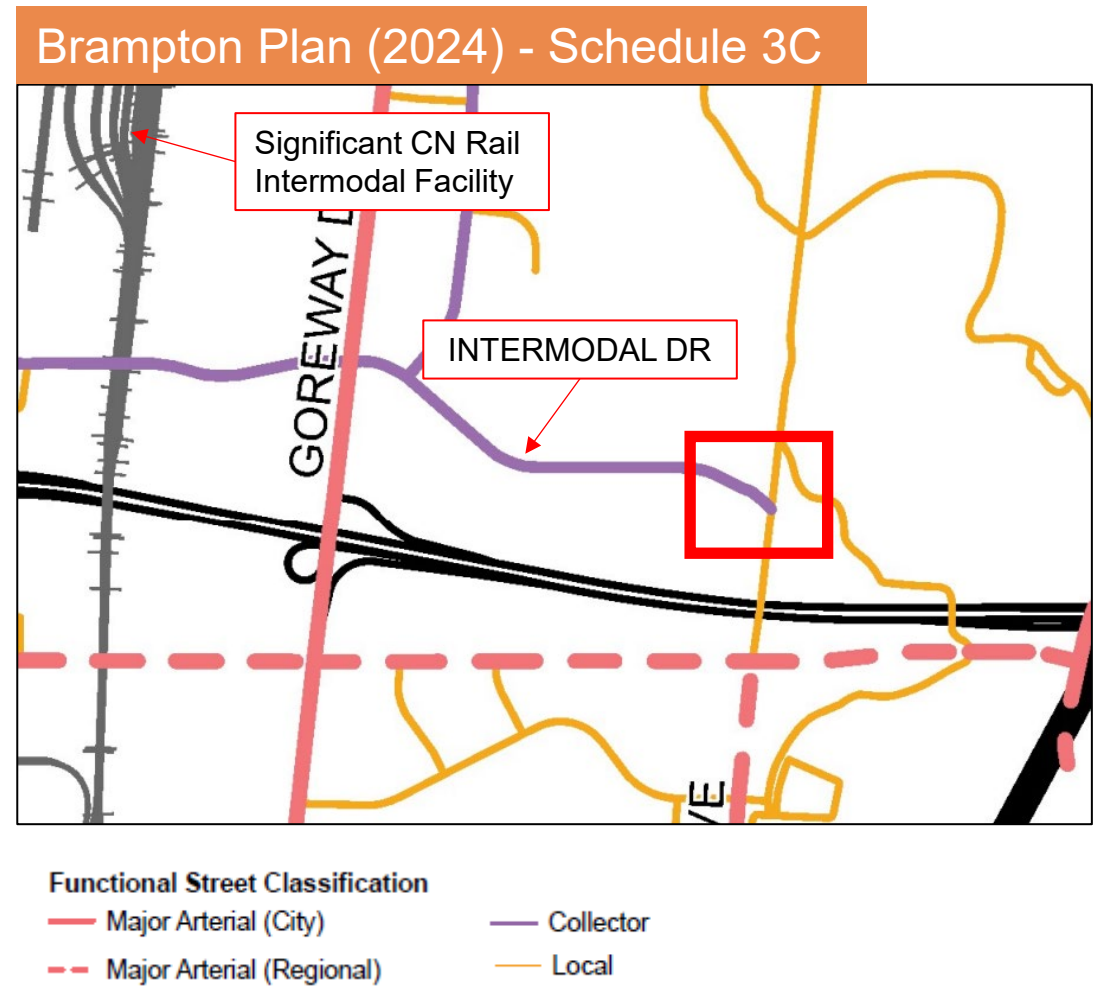 Brampton Plan (2024) - Schedule 3C
Significant CN Rail
Intermodal Facility
GOREWAY D
INTERMODAL DR
VE
Functional Street Classification
Major Arterial (City)
Collector
Major Arterial (Regional)
Local